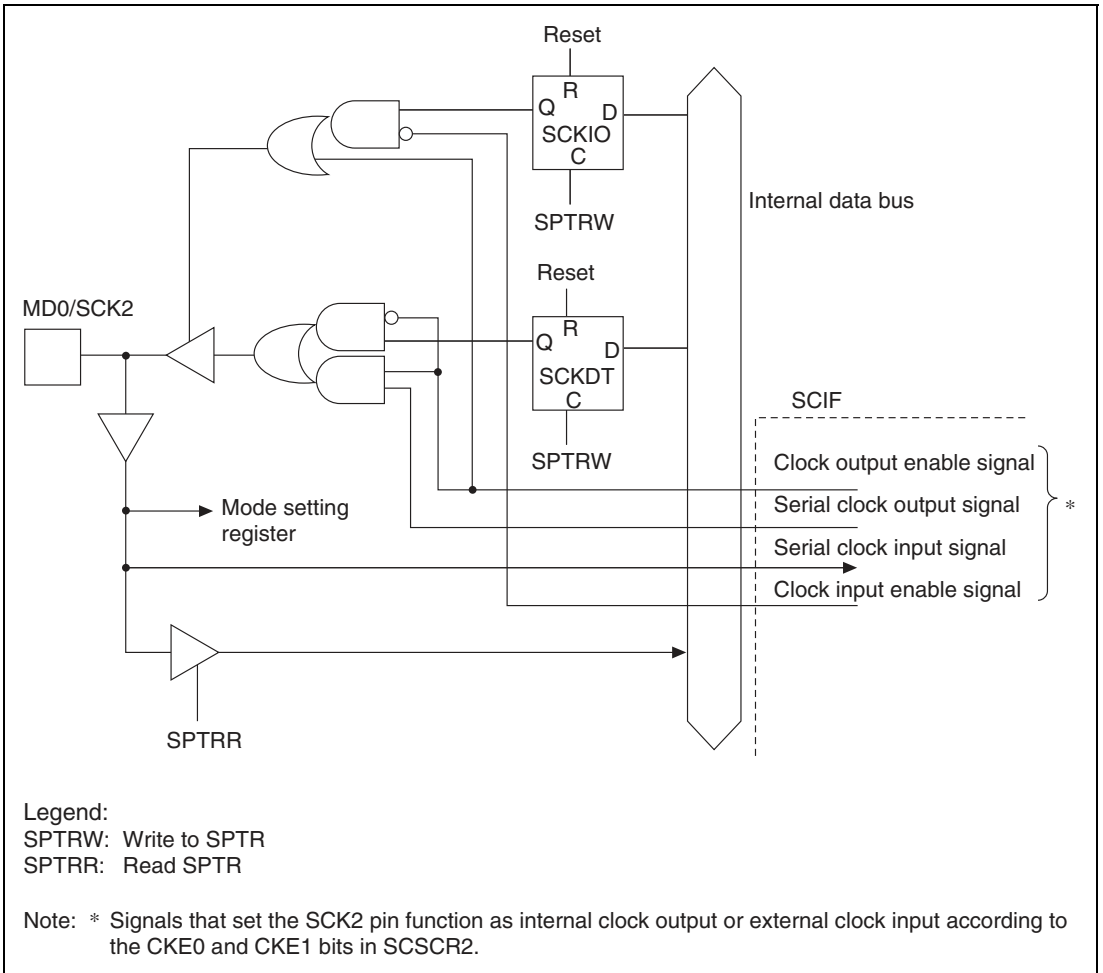 Reset
R
Q
D
SCKIO
C
SPTRW
Internal data bus
Reset
MD0/SCK2
R
Q
D
SCKDT
C
SPTRW
SCIF
Clock output enable signal
Serial clock output signal
*
Mode setting
register
Serial clock input signal
Clock input enable signal
SPTRR
Legend:
SPTRW: Write to SPTR
SPTRR: Read SPTR
Note: * Signals that set the SCK2 pin function as internal clock output or external clock input according to
the CKE0 and CKE1 bits in SCSCR2.